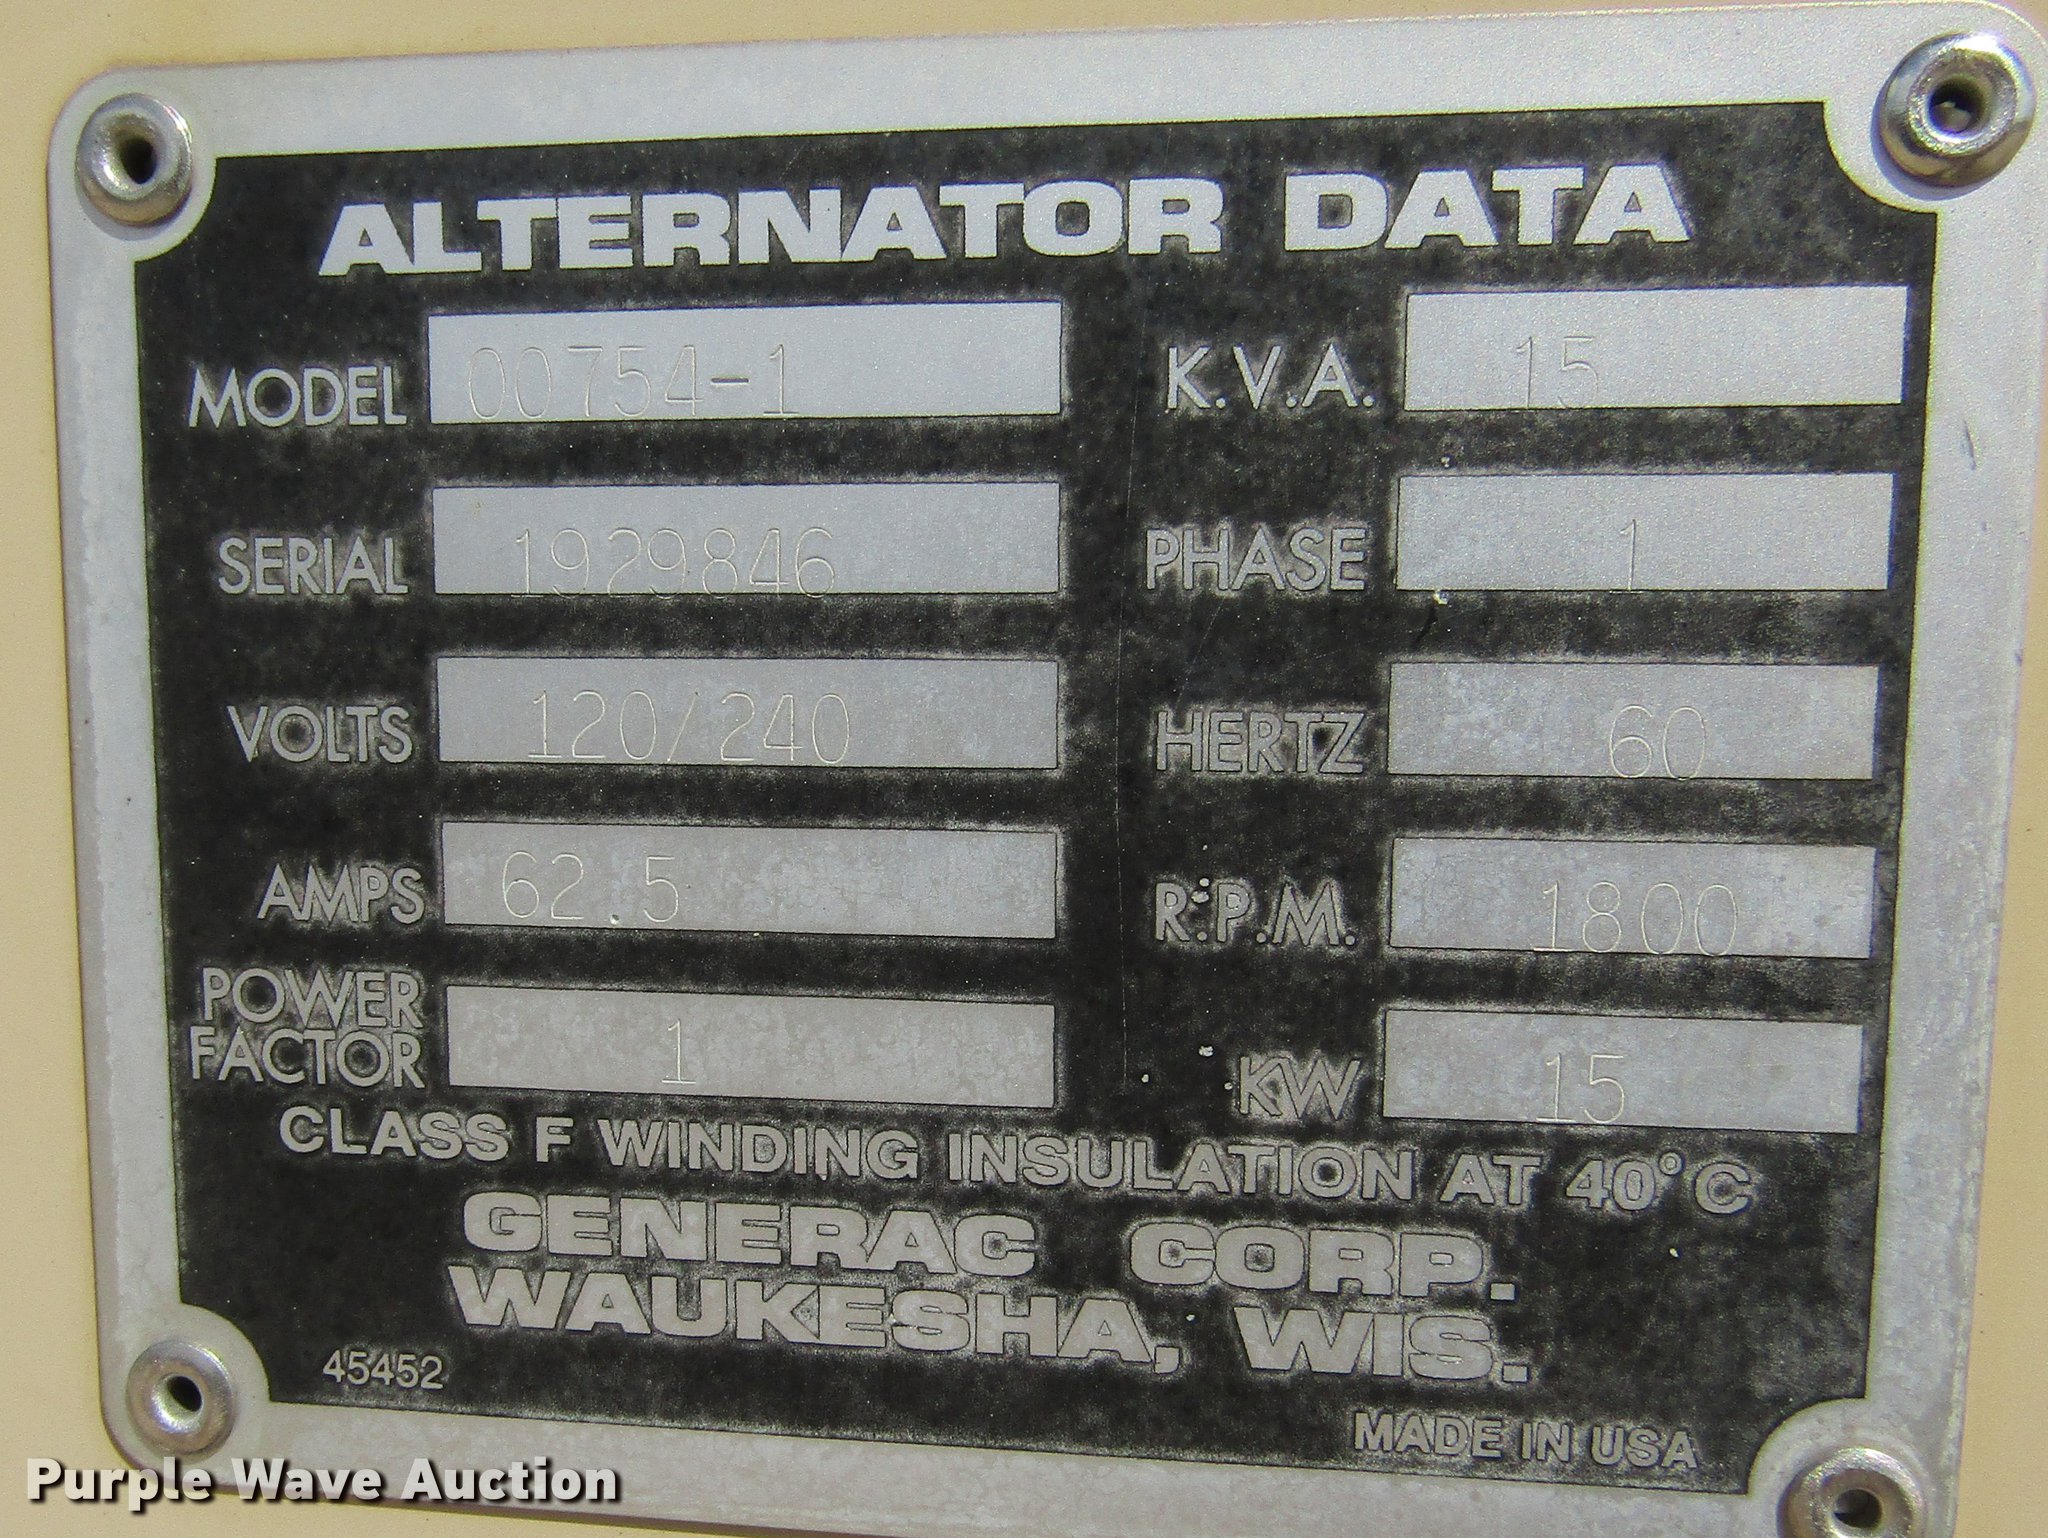 ALTERNATOR DATA
MODEL 00754-1
K.V.A. 15
SERIAL 1929846
PHASE 1
VOLTS 120/240
HERTZ 60
AMPS 62.5
R.P.M. 1800
POWER
FACTOR 1
KW 15
CLASS F WINDING INSULATION AT 40°C
GENERAC CORP.
WAUKESHA, WIS.
45452
MADE IN USA
Purple Wave Auction